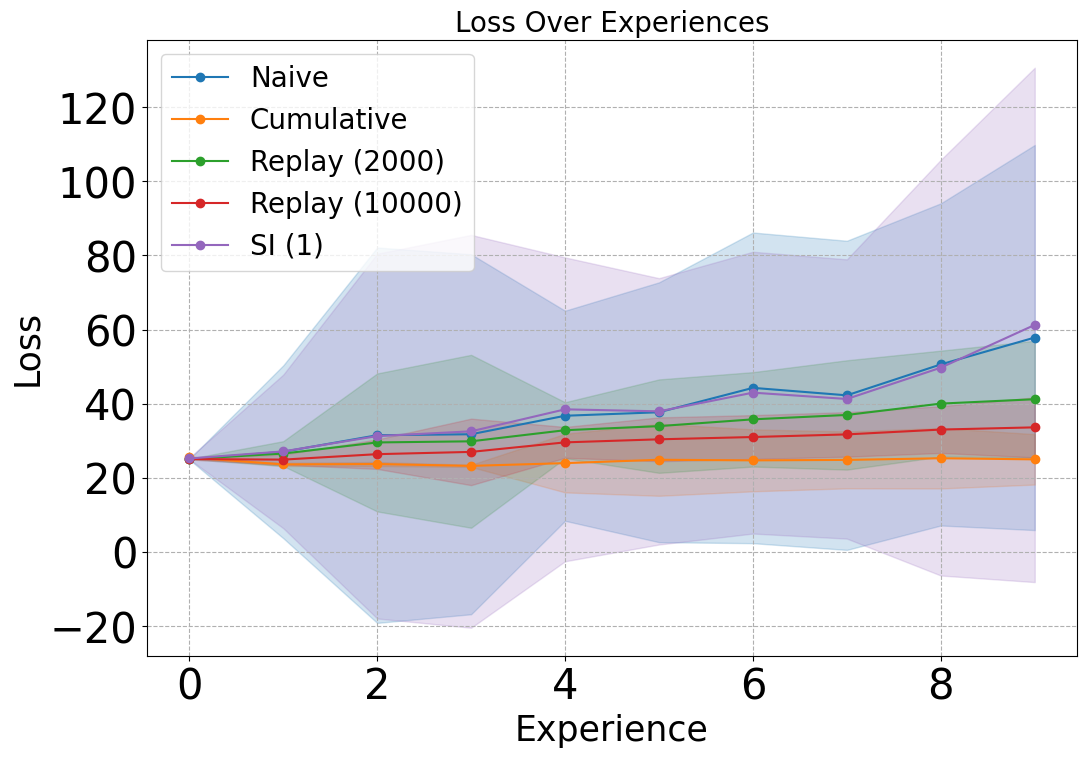 Loss Over Experiences
Naive
Cumulative
Replay (2000)
Replay (10000)
SI (1)
120
100
80
60
40
20
0
−20
Loss
0 2 4 6 8
Experience